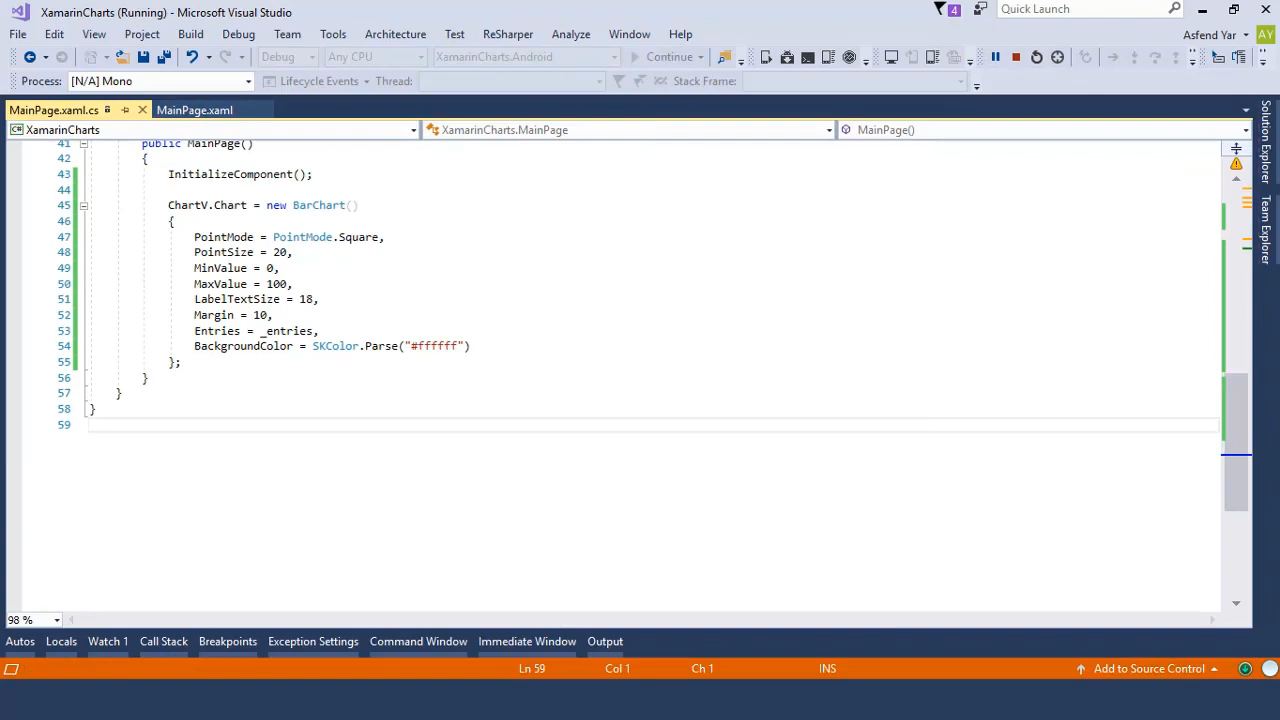 XamarinCharts (Running) - Microsoft Visual Studio
4
Quick Launch
File Edit View Project Build Debug Team Tools Architecture Test ReSharper Analyze Window Help
Asfend Yar AY
Debug Any CPU XamarinCharts.Android Continue
Process: [N/A] Mono Lifecycle Events Thread: Stack Frame:
MainPage.xaml.cs MainPage.xaml
C# XamarinCharts XamarinCharts.MainPage MainPage()
Solution Explorer
Team Explorer
41 public MainPage()
42 {
43 InitializeComponent();
44
45 ChartV.Chart = new BarChart()
46 {
47 PointMode = PointMode.Square,
48 PointSize = 20,
49 MinValue = 0,
50 MaxValue = 100,
51 LabelTextSize = 18,
52 Margin = 10,
53 Entries = _entries,
54 BackgroundColor = SKColor.Parse("#ffffff")
55 };
56 }
57 }
58 }
59
98 %
Autos Locals Watch 1 Call Stack Breakpoints Exception Settings Command Window Immediate Window Output
Ln 59 Col 1 Ch 1 INS Add to Source Control